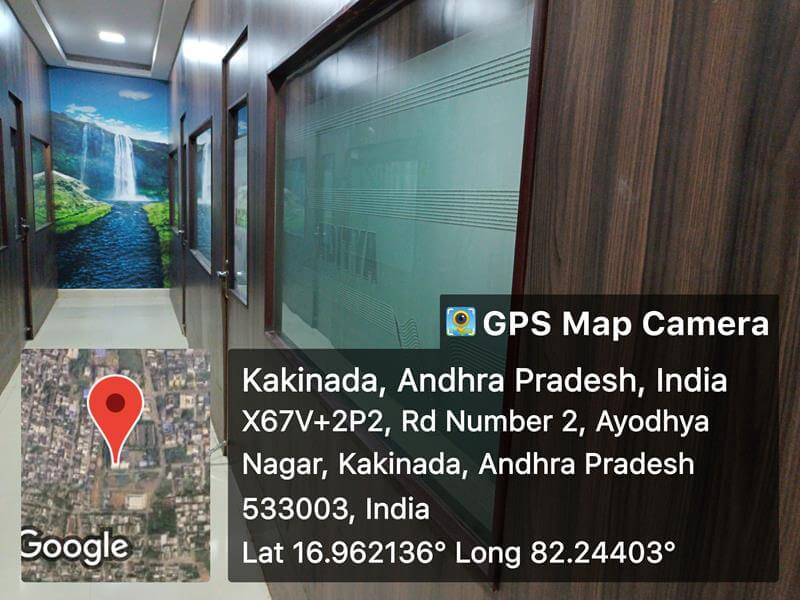 ADITYA
GPS Map Camera
Kakinada, Andhra Pradesh, India
X67V+2P2, Rd Number 2, Ayodhya
Nagar, Kakinada, Andhra Pradesh
533003, India
Lat 16.962136° Long 82.24403°
Google